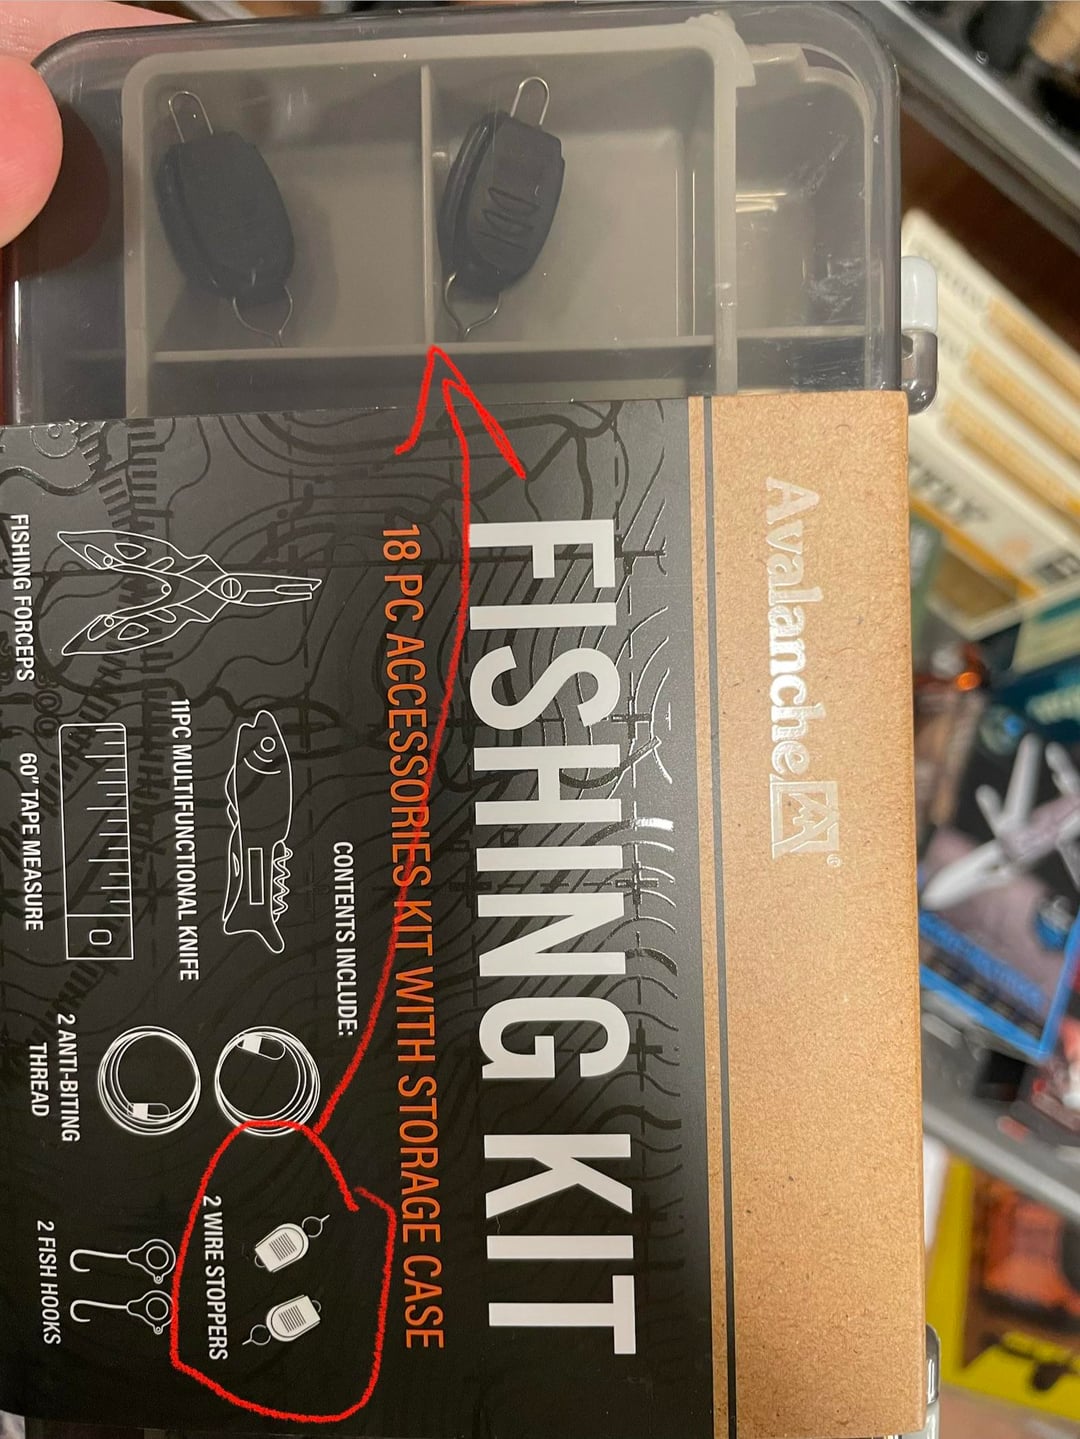 Avalanche®
FISHING KIT
18 PC ACCESSORIES KIT WITH STORAGE CASE
CONTENTS INCLUDE:
11PC MULTIFUNCTIONAL KNIFE
2 WIRE STOPPERS
FISHING FORCEPS
60" TAPE MEASURE
0
2 ANTI-BITING
THREAD
2 FISH HOOKS